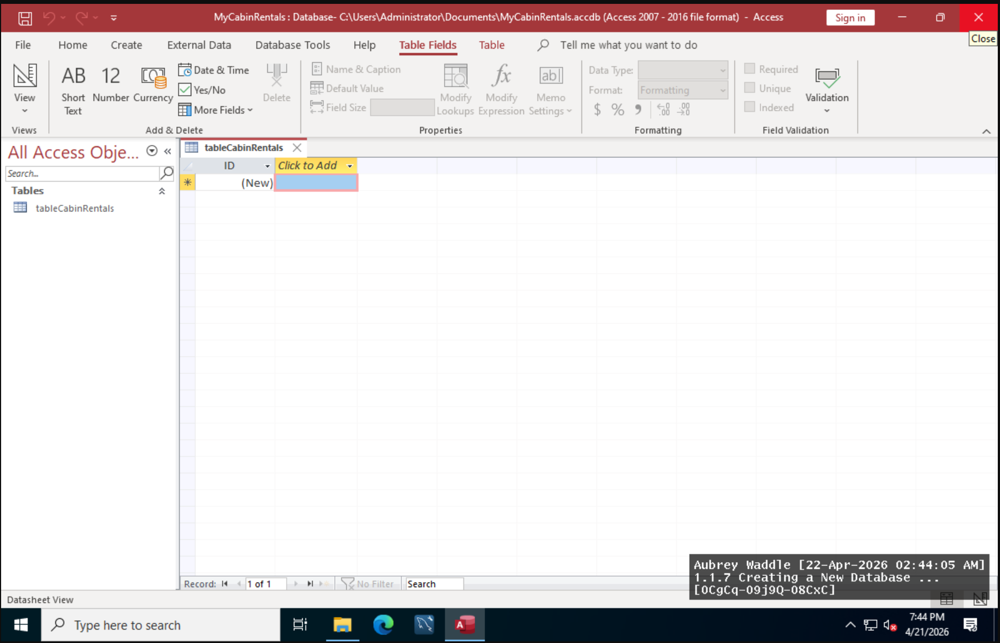 MyCabinRentals : Database- C:\Users\Administrator\Documents\MyCabinRentals.accdb (Access 2007 - 2016 file format) - Access
Sign in
Close
File Home Create External Data Database Tools Help Table Fields Table Tell me what you want to do
View
Views
AB
Short Text
12
Number
Currency
Date & Time
Yes/No
More Fields
Delete
Add & Delete
Name & Caption
Default Value
Field Size
Modify Lookups
fx
Modify Expression
ab|
Memo Settings
Properties
Data Type:
Format: Formatting
$ % , .00 .0
Formatting
Required
Unique
Indexed
Validation
Field Validation
All Access Obje...
Search...
Tables
tableCabinRentals
tableCabinRentals
ID Click to Add
(New)
Record: 1 of 1 No Filter Search
Aubrey Waddle [22-Apr-2026 02:44:05 AM]
1.1.7 Creating a New Database ...
[0CgCq-09j9Q-08CxC]
Datasheet View
Type here to search
A
7:44 PM
4/21/2026